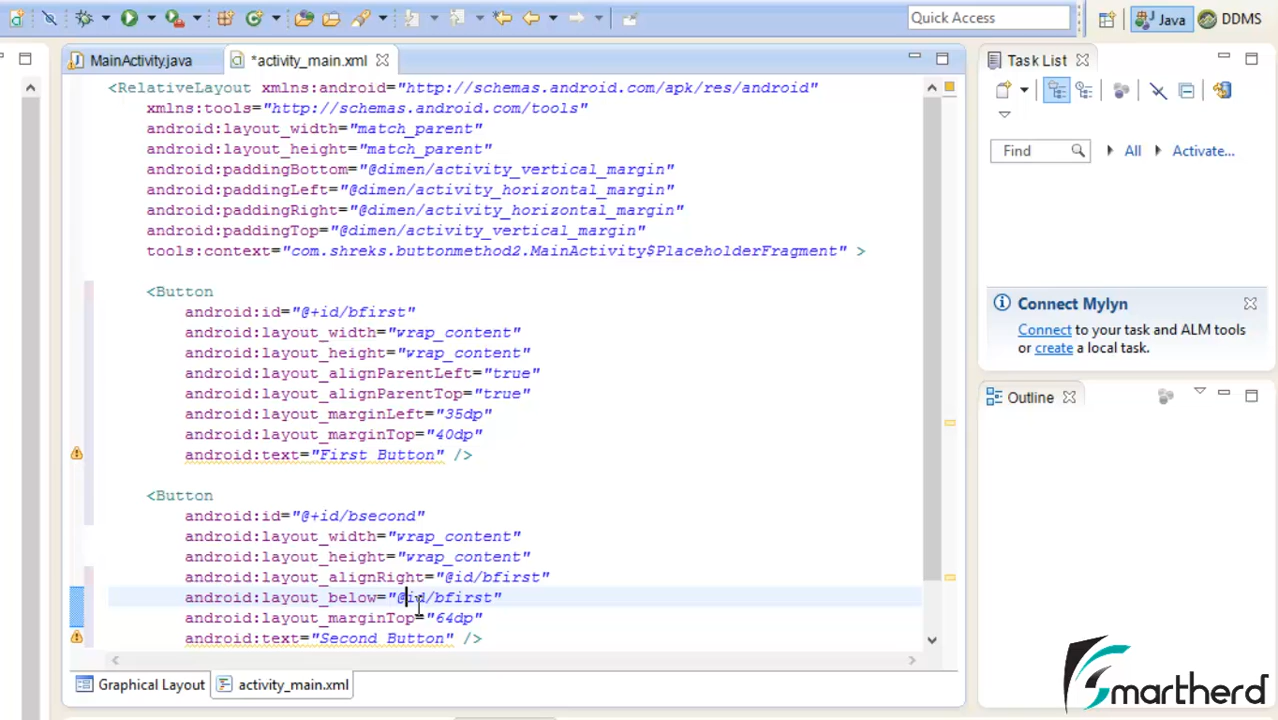 Quick Access
Java
DDMS
MainActivity.java
*activity_main.xml
Task List
<RelativeLayout xmlns:android="http://schemas.android.com/apk/res/android"
xmlns:tools="http://schemas.android.com/tools"
android:layout_width="match_parent"
android:layout_height="match_parent"
android:paddingBottom="@dimen/activity_vertical_margin"
android:paddingLeft="@dimen/activity_horizontal_margin"
android:paddingRight="@dimen/activity_horizontal_margin"
android:paddingTop="@dimen/activity_vertical_margin"
tools:context="com.shreks.buttonmethod2.MainActivity$PlaceholderFragment" >
<Button
android:id="@+id/bfirst"
android:layout_width="wrap_content"
android:layout_height="wrap_content"
android:layout_alignParentLeft="true"
android:layout_alignParentTop="true"
android:layout_marginLeft="35dp"
android:layout_marginTop="40dp"
android:text="First Button" />
<Button
android:id="@+id/bsecond"
android:layout_width="wrap_content"
android:layout_height="wrap_content"
android:layout_alignRight="@id/bfirst"
android:layout_below="@id/bfirst"
android:layout_marginTop="64dp"
android:text="Second Button" />
Graphical Layout
activity_main.xml
Find
All
Activate...
Connect Mylyn
Connect to your task and ALM tools
or create a local task.
Outline
Smartherd